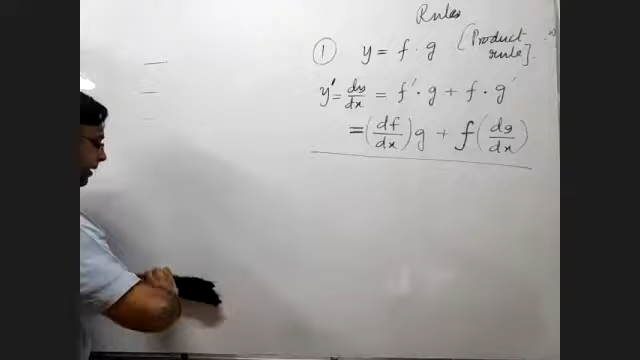 Rules
① y = f · g [Product rule].
y' = dy/dx = f' · g + f · g'
= (df/dx) g + f (dg/dx)